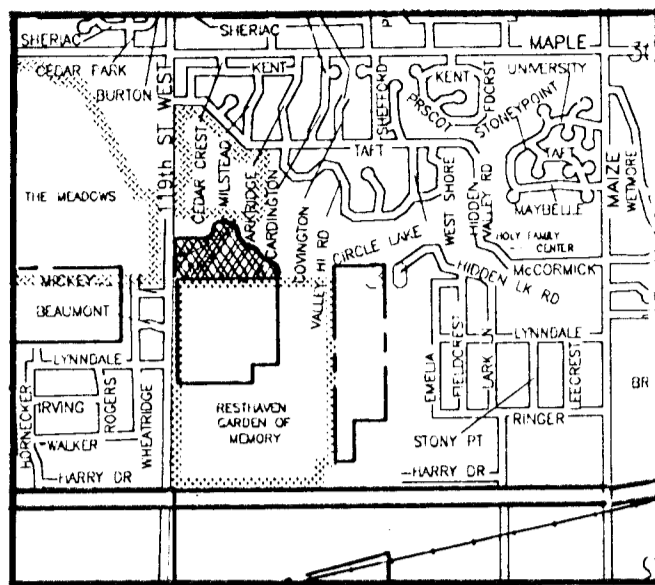 SHERIAC
SHERIAC
MAPLE
CEDAR PARK
KENT
KENT
UNIVERSITY
BURTON
119th ST WEST
SHEFFORD
PRSCOT
FDCRST
STONEYPOINT
TAFT
TAFT
CEDAR CREST
MILSTEAD
PARKRIDGE
CARDINGTON
COVINGTON
VALLEY HI RD
CIRCLE LAKE
WEST SHORE
HIDDEN
VALLEY RD
MAYBELLE
MAIZE
WETMORE
THE MEADOWS
HOLY FAMILY
CENTER
McCORMICK
HIDDEN LK RD
MICKEY
BEAUMONT
LYNNDALE
LYNNDALE
HORNECKER
IRVING
ROGERS
WHEATRIDGE
WALKER
HARRY DR
RESTHAVEN
GARDEN OF
MEMORY
EMELIA
FIELDCREST
LARK LN
LEECREST
BR
RINGER
STONY PT
HARRY DR